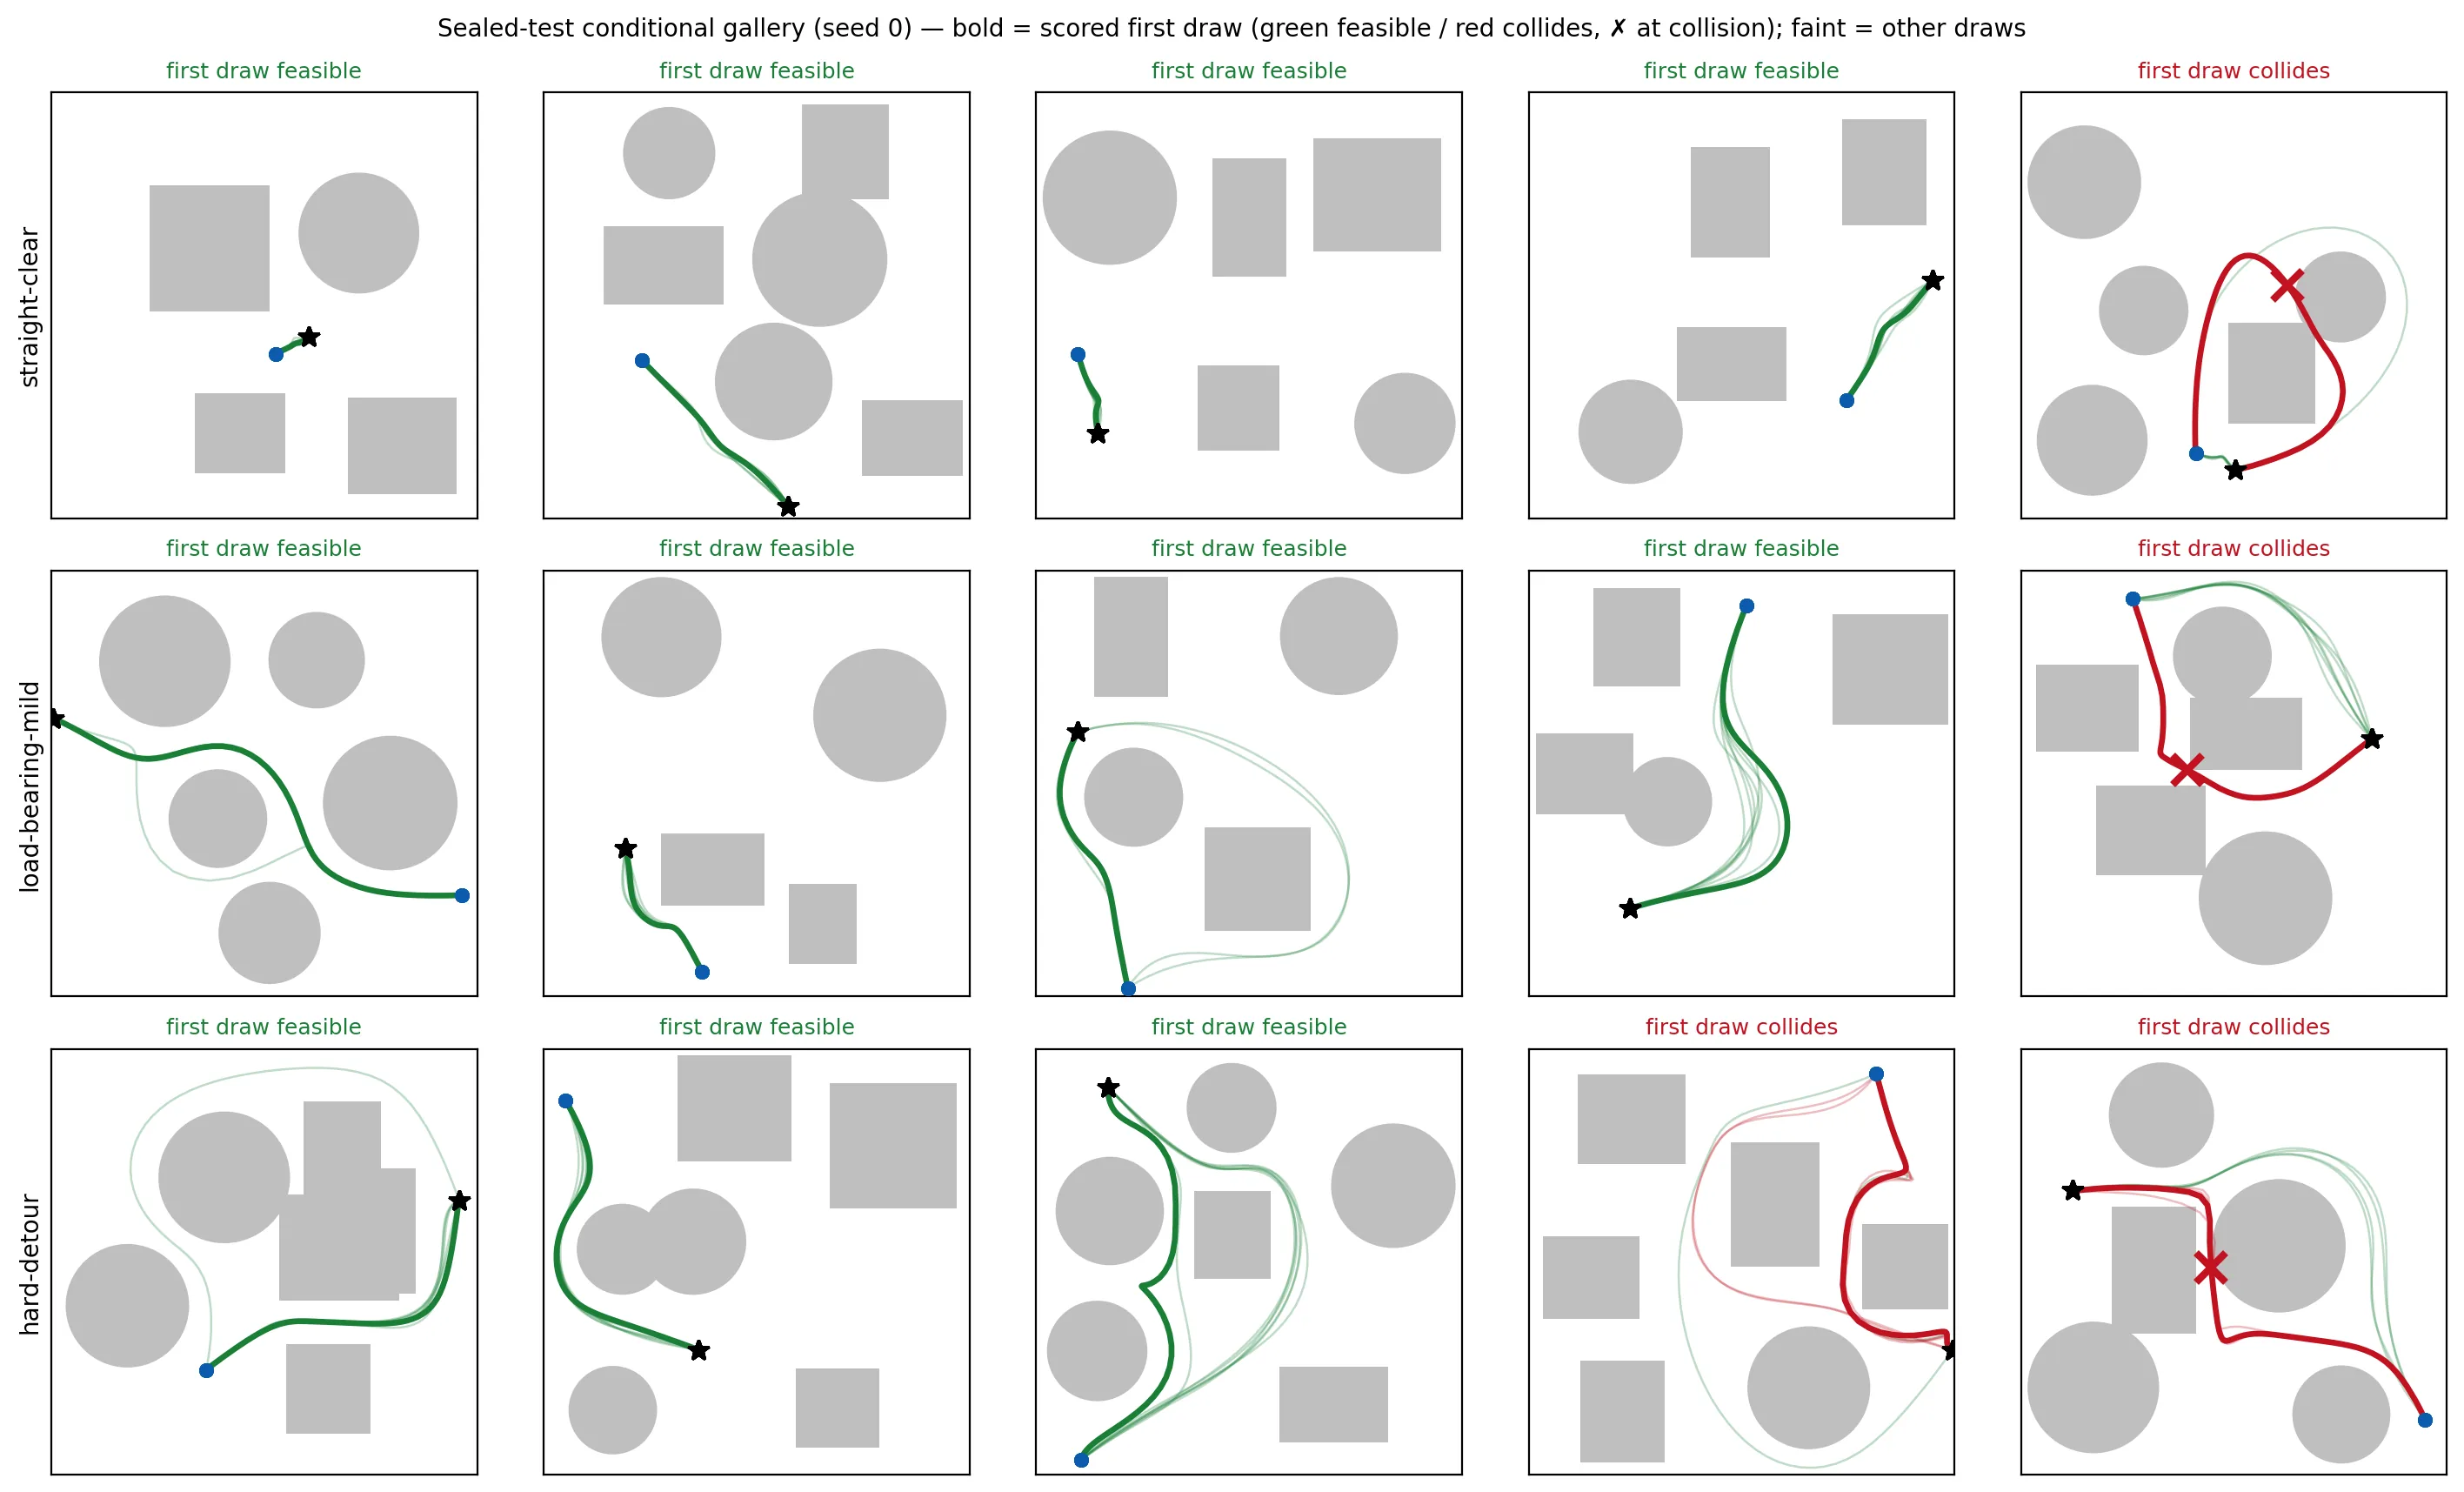 Sealed-test conditional gallery (seed 0) — bold = scored first draw (green feasible / red collides, ✗ at collision); faint = other draws
first draw feasible
first draw feasible
first draw feasible
first draw feasible
first draw collides
straight-clear
first draw feasible
first draw feasible
first draw feasible
first draw feasible
first draw collides
load-bearing-mild
first draw feasible
first draw feasible
first draw feasible
first draw collides
first draw collides
hard-detour